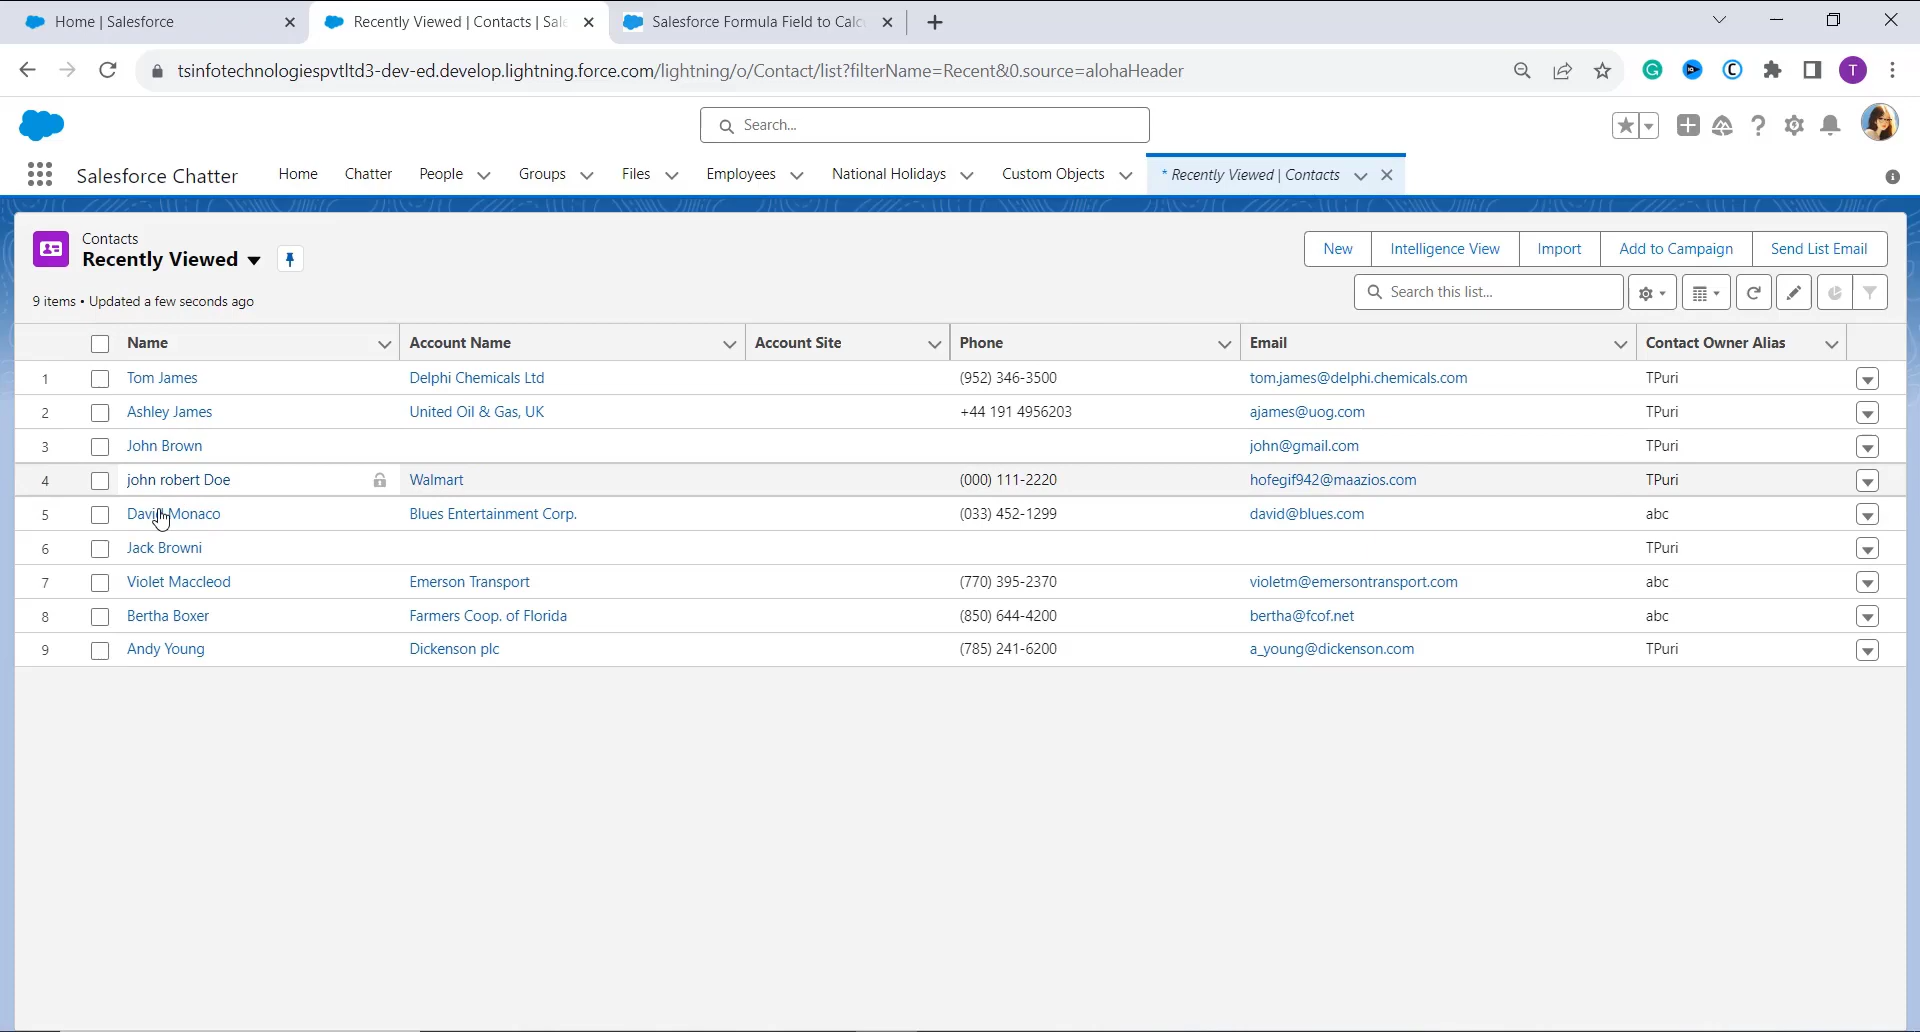 Home | Salesforce
Recently Viewed | Contacts | Sale
Salesforce Formula Field to Calc
tsinfotechnologiespvtltd3-dev-ed.develop.lightning.force.com/lightning/o/Contact/list?filterName=Recent&0.source=alohaHeader
T
Search...
Salesforce Chatter
Home
Chatter
People
Groups
Files
Employees
National Holidays
Custom Objects
* Recently Viewed | Contacts
Contacts
Recently Viewed
New
Intelligence View
Import
Add to Campaign
Send List Email
9 items • Updated a few seconds ago
Search this list...
Name Account Name Account Site Phone Email Contact Owner Alias
1 Tom James Delphi Chemicals Ltd (952) 346-3500 tom.james@delphi.chemicals.com TPuri
2 Ashley James United Oil & Gas, UK +44 191 4956203 ajames@uog.com TPuri
3 John Brown john@gmail.com TPuri
4 john robert Doe Walmart (000) 111-2220 hofegif942@maazios.com TPuri
5 David Monaco Blues Entertainment Corp. (033) 452-1299 david@blues.com abc
6 Jack Browni TPuri
7 Violet Maccleod Emerson Transport (770) 395-2370 violetm@emersontransport.com abc
8 Bertha Boxer Farmers Coop. of Florida (850) 644-4200 bertha@fcof.net abc
9 Andy Young Dickenson plc (785) 241-6200 a_young@dickenson.com TPuri